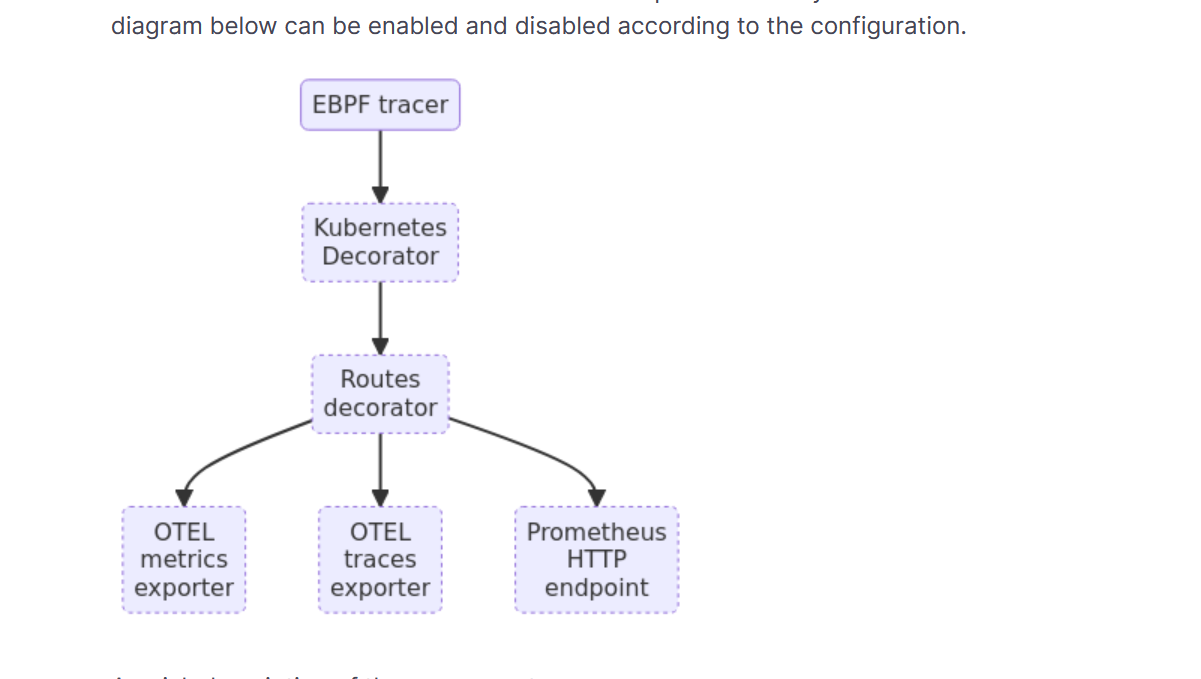 diagram below can be enabled and disabled according to the configuration.
EBPF tracer
Kubernetes
Decorator
Routes
decorator
OTEL
metrics
exporter
OTEL
traces
exporter
Prometheus
HTTP
endpoint